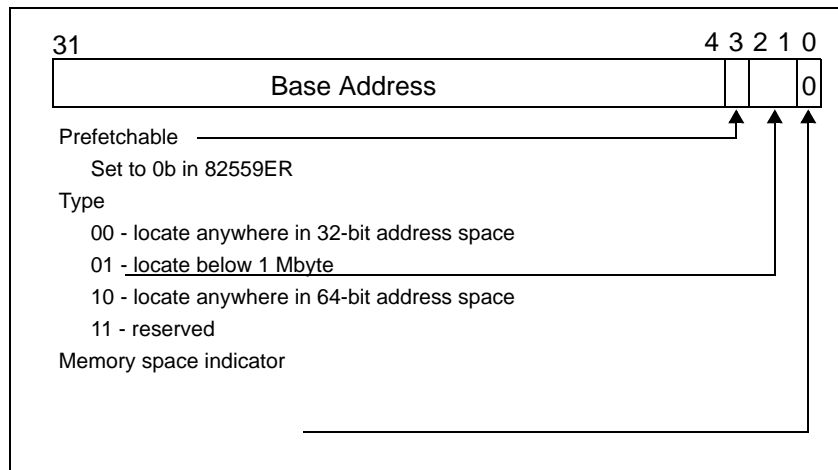 31 4 3 2 1 0
Base Address 0
Prefetchable
Set to 0b in 82559ER
Type
00 - locate anywhere in 32-bit address space
01 - locate below 1 Mbyte
10 - locate anywhere in 64-bit address space
11 - reserved
Memory space indicator